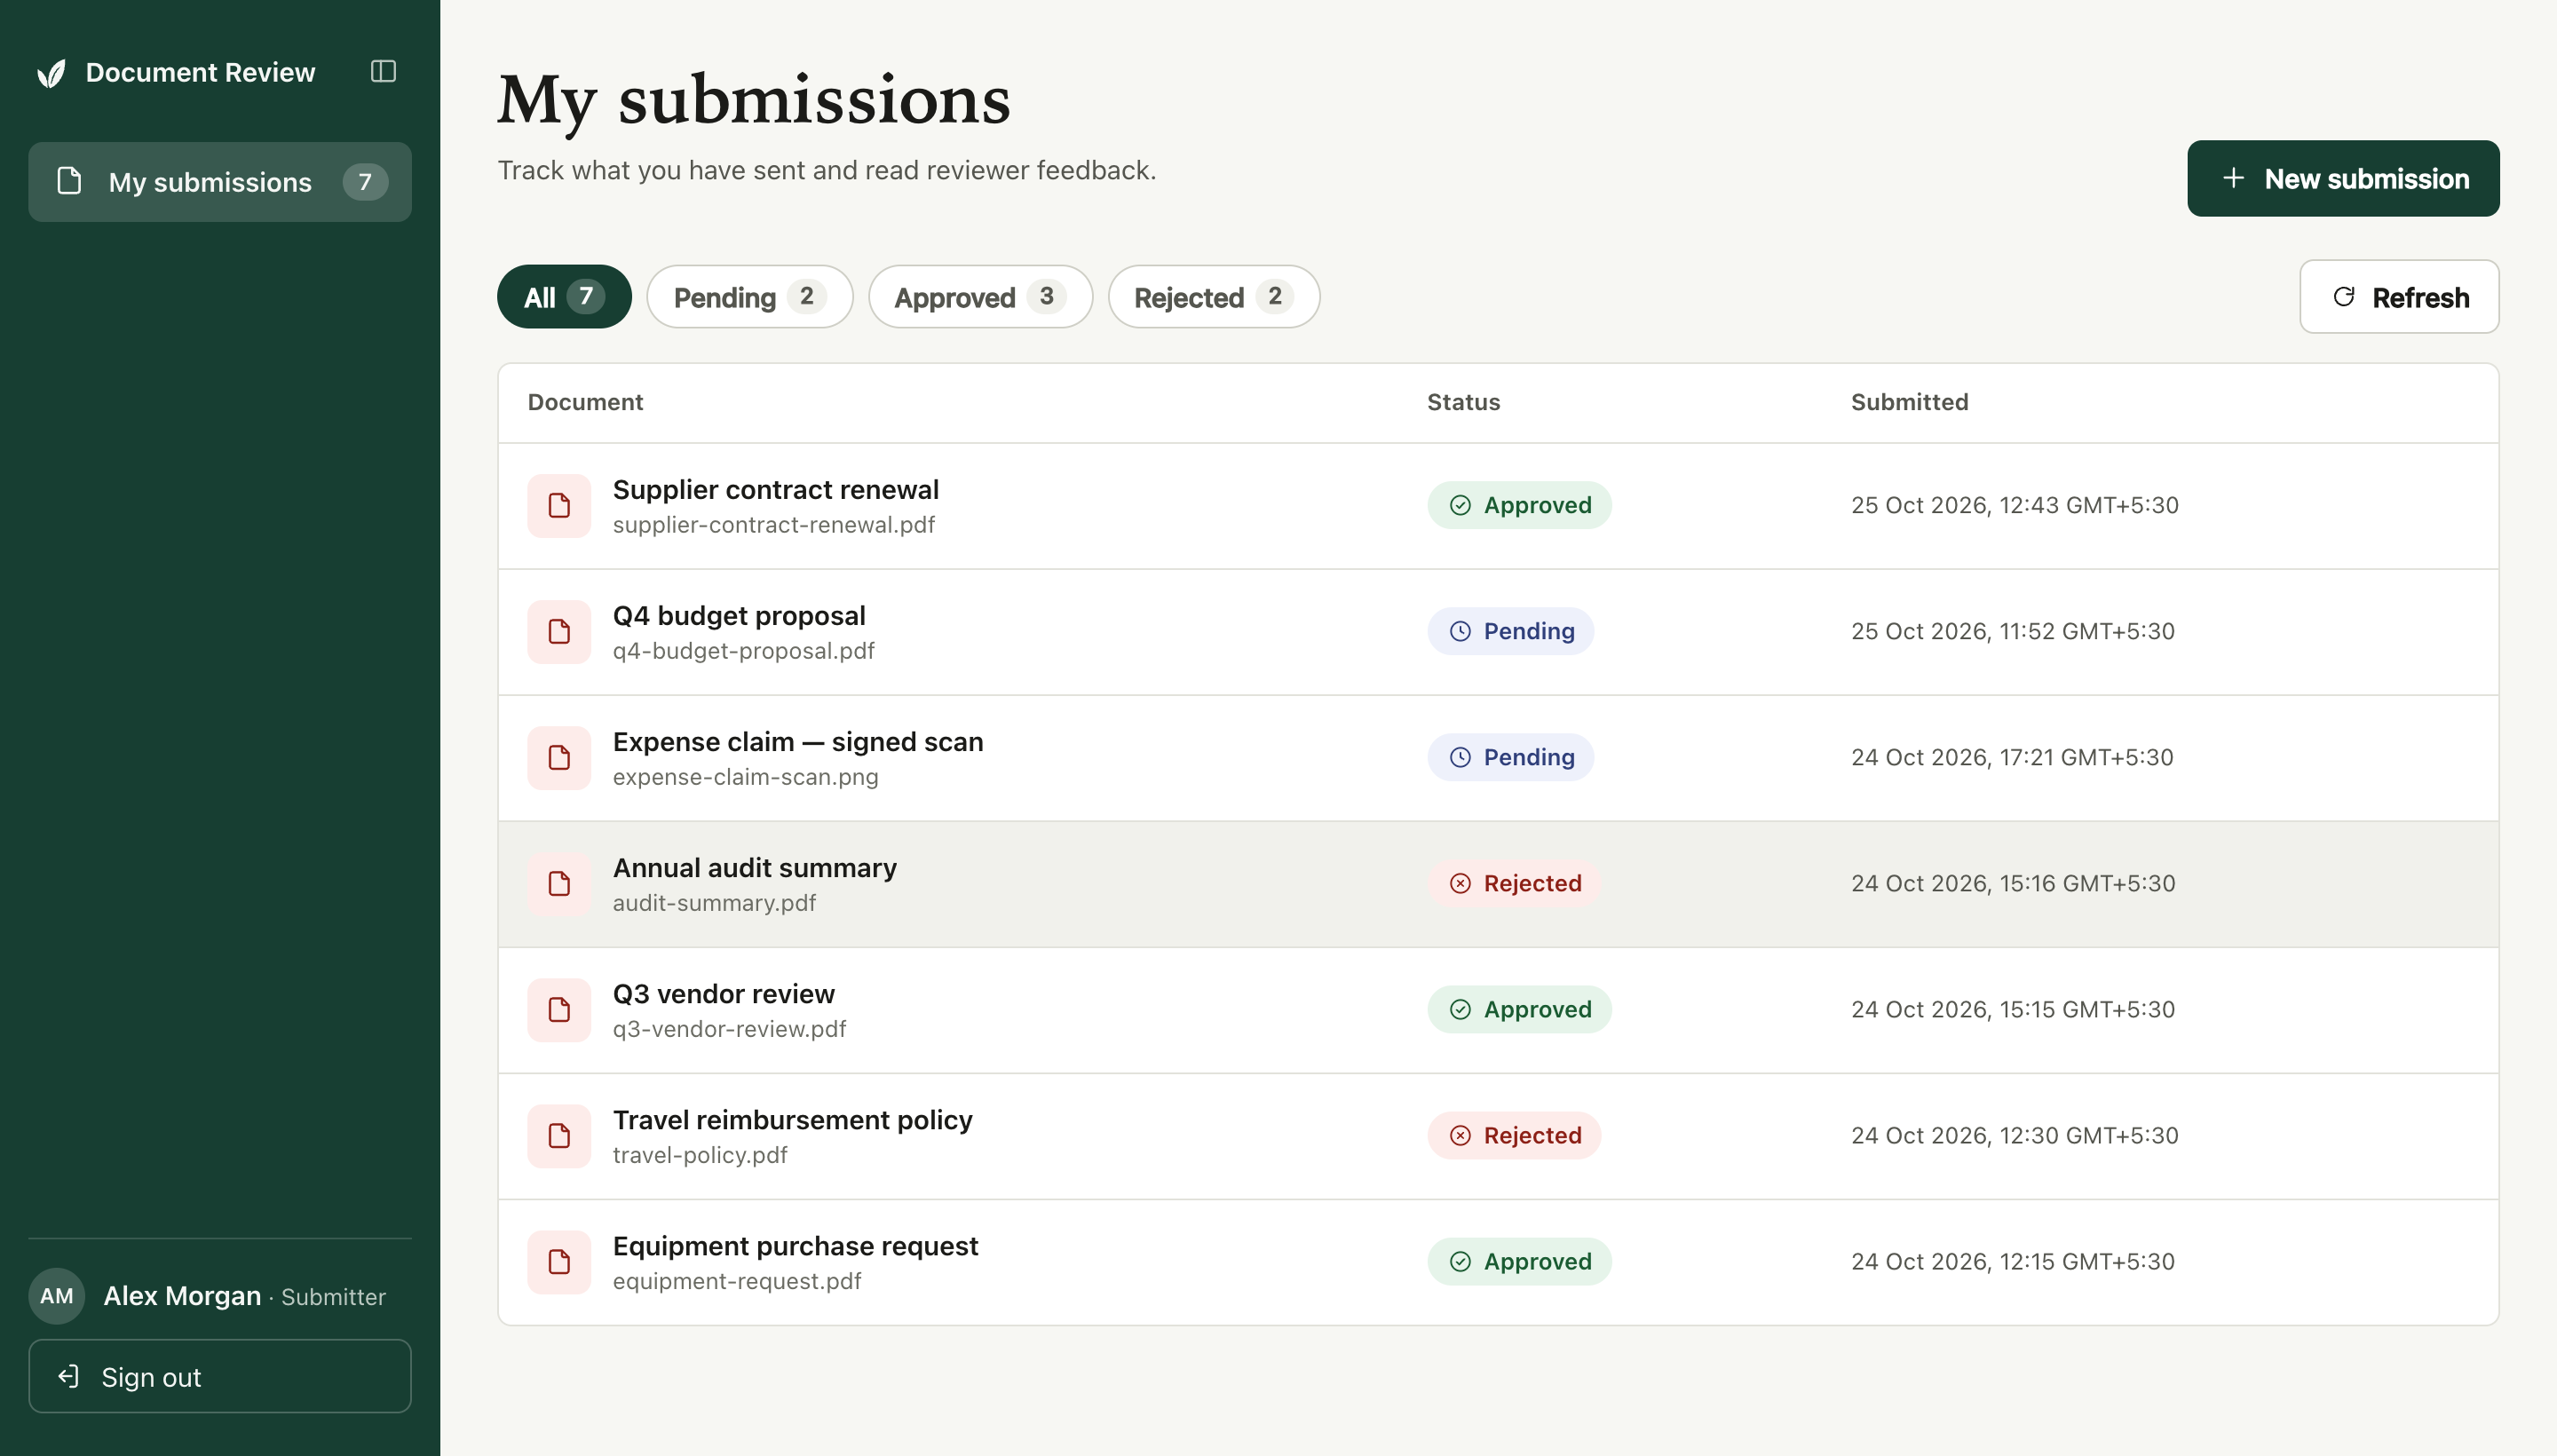 Document Review
My submissions 7
AM Alex Morgan · Submitter
Sign out
My submissions
Track what you have sent and read reviewer feedback.
New submission
All 7 Pending 2 Approved 3 Rejected 2
Refresh
Document Status Submitted
Supplier contract renewal
supplier-contract-renewal.pdf
Approved 25 Oct 2026, 12:43 GMT+5:30
Q4 budget proposal
q4-budget-proposal.pdf
Pending 25 Oct 2026, 11:52 GMT+5:30
Expense claim — signed scan
expense-claim-scan.png
Pending 24 Oct 2026, 17:21 GMT+5:30
Annual audit summary
audit-summary.pdf
Rejected 24 Oct 2026, 15:16 GMT+5:30
Q3 vendor review
q3-vendor-review.pdf
Approved 24 Oct 2026, 15:15 GMT+5:30
Travel reimbursement policy
travel-policy.pdf
Rejected 24 Oct 2026, 12:30 GMT+5:30
Equipment purchase request
equipment-request.pdf
Approved 24 Oct 2026, 12:15 GMT+5:30